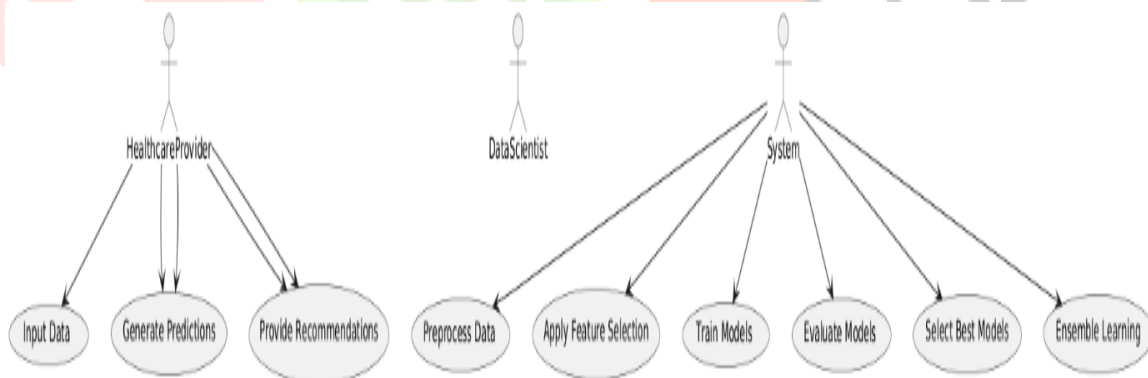 HealthcareProvider
DataScientist
System
Input Data
Generate Predictions
Provide Recommendations
Preprocess Data
Apply Feature Selection
Train Models
Evaluate Models
Select Best Models
Ensemble Learning